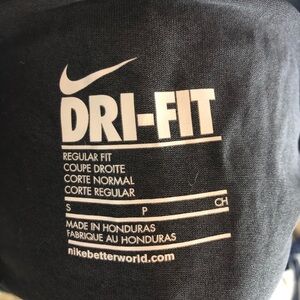 DRI-FIT
REGULAR FIT
COUPE DROITE
CORTE NORMAL
CORTE REGULAR
S P CH
MADE IN HONDURAS
FABRIQUE AU HONDURAS
nikebetterworld.com